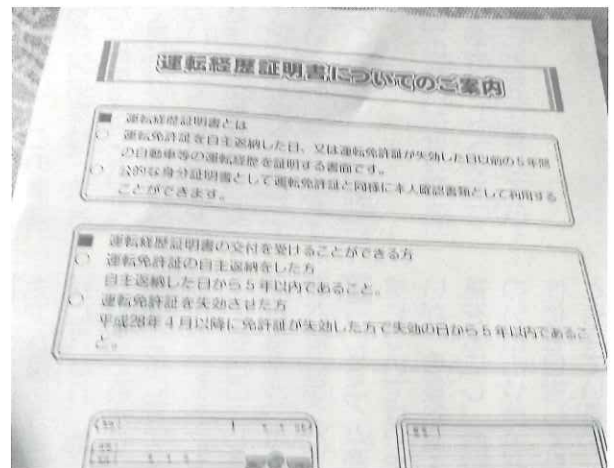 運転経歴証明書についてのご案内
■ 運転経歴証明書とは
○ 運転免許証を自主返納した日、又は運転免許証が失効した日以前の5年間
の自動車等の運転経歴を証明する書面です。
○ 公的な身分証明書として運転免許証と同様に本人確認書類として利用する
ことができます。
■ 運転経歴証明書の交付を受けることができる方
○ 運転免許証の自主返納をした方
自主返納した日から5年以内であること。
○ 運転免許証を失効させた方
平成28年4月以降に免許証が失効した方で失効の日から5年以内であるこ
と。